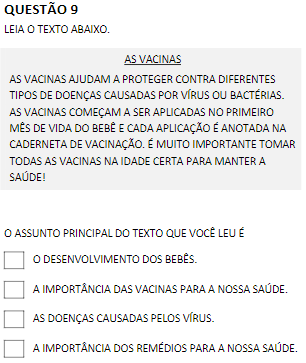 QUESTÃO 9
LEIA O TEXTO ABAIXO.
AS VACINAS
AS VACINAS AJUDAM A PROTEGER CONTRA DIFERENTES
TIPOS DE DOENÇAS CAUSADAS POR VÍRUS OU BACTÉRIAS.
AS VACINAS COMEÇAM A SER APLICADAS NO PRIMEIRO
MÊS DE VIDA DO BEBÊ E CADA APLICAÇÃO É ANOTADA NA
CADERNETA DE VACINAÇÃO. É MUITO IMPORTANTE TOMAR
TODAS AS VACINAS NA IDADE CERTA PARA MANTER A
SAÚDE!
O ASSUNTO PRINCIPAL DO TEXTO QUE VOCÊ LEU É
O DESENVOLVIMENTO DOS BEBÊS.
A IMPORTÂNCIA DAS VACINAS PARA A NOSSA SAÚDE.
AS DOENÇAS CAUSADAS PELOS VÍRUS.
A IMPORTÂNCIA DOS REMÉDIOS PARA A NOSSA SAÚDE.